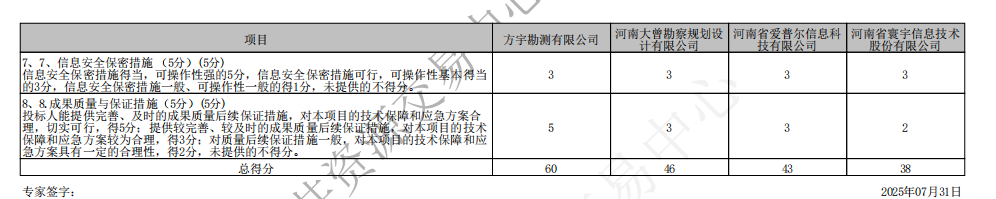 项目 方宇勘测有限公司 河南大曾勘察规划设计有限公司 河南省爱普尔信息科技有限公司 河南省寰宇信息技术股份有限公司
7、7、信息安全保密措施 （5分）(5分)
信息安全保密措施得当，可操作性强的5分，信息安全保密措施可行，可操作性基本得当
的3分，信息安全保密措施一般、可操作性一般的得1分，未提供的不得分。
3 3 3 3
8、8.成果质量与保证措施（5分）(5分)
投标人能提供完善、及时的成果质量后续保证措施，对本项目的技术保障和应急方案合
理，切实可行，得5分；提供较完善、较及时的成果质量后续保证措施，对本项目的技术
保障和应急方案较为合理，得3分；对质量后续保证措施一般，对本项目的技术保障和应
急方案具有一定的合理性，得2分，未提供的不得分。
5 3 3 2
总得分 60 46 43 38
专家签字： 2025年07月31日
共资源交易中心
易中心